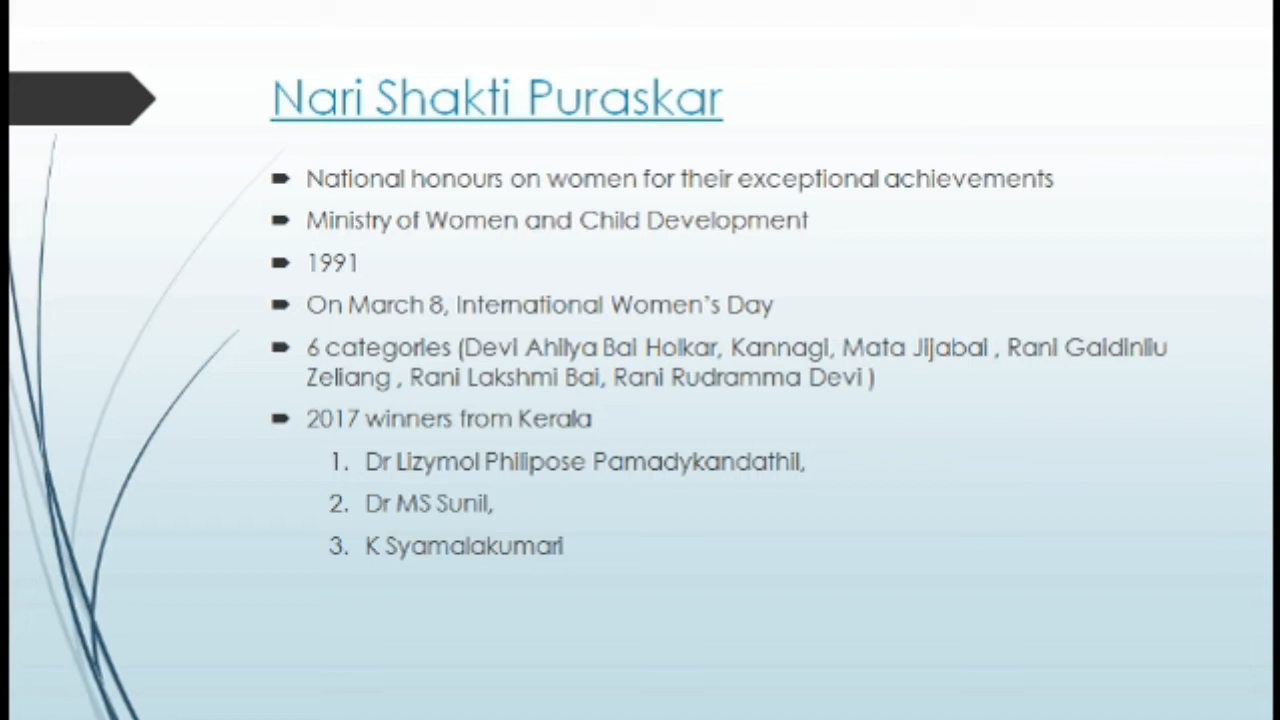 Nari Shakti Puraskar
National honours on women for their exceptional achievements
Ministry of Women and Child Development
1991
On March 8, International Women's Day
6 categories (Devi Ahilya Bai Holkar, Kannagi, Mata Jijabai , Rani Gaidinliu
Zeliang , Rani Lakshmi Bai, Rani Rudramma Devi )
2017 winners from Kerala
1. Dr Lizymol Philipose Pamadykandathil,
2. Dr MS Sunil,
3. K Syamalakumari